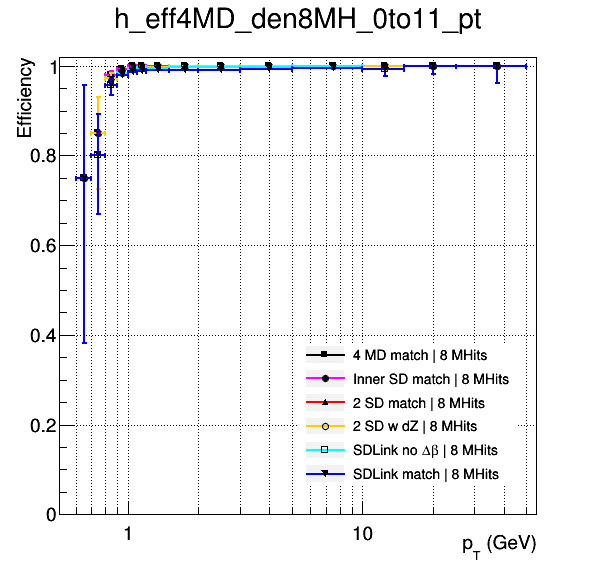 h_eff4MD_den8MH_0to11_pt
Efficiency
1
0.8
0.6
0.4
0.2
0
4 MD match | 8 MHits
Inner SD match | 8 MHits
2 SD match | 8 MHits
2 SD w dZ | 8 MHits
SDLink no Δβ | 8 MHits
SDLink match | 8 MHits
1
10
p_T (GeV)